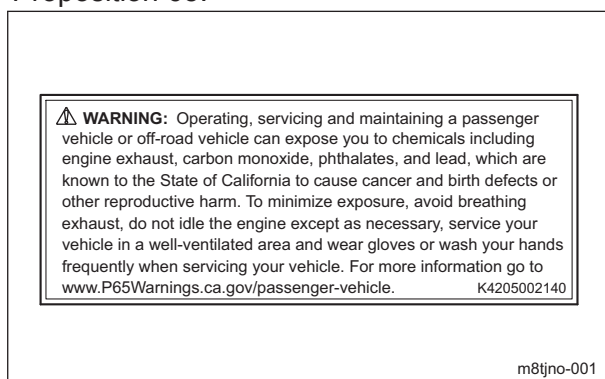 ⚠ WARNING: Operating, servicing and maintaining a passenger
vehicle or off-road vehicle can expose you to chemicals including
engine exhaust, carbon monoxide, phthalates, and lead, which are
known to the State of California to cause cancer and birth defects or
other reproductive harm. To minimize exposure, avoid breathing
exhaust, do not idle the engine except as necessary, service your
vehicle in a well-ventilated area and wear gloves or wash your hands
frequently when servicing your vehicle. For more information go to
www.P65Warnings.ca.gov/passenger-vehicle. K4205002140
m8tjno-001